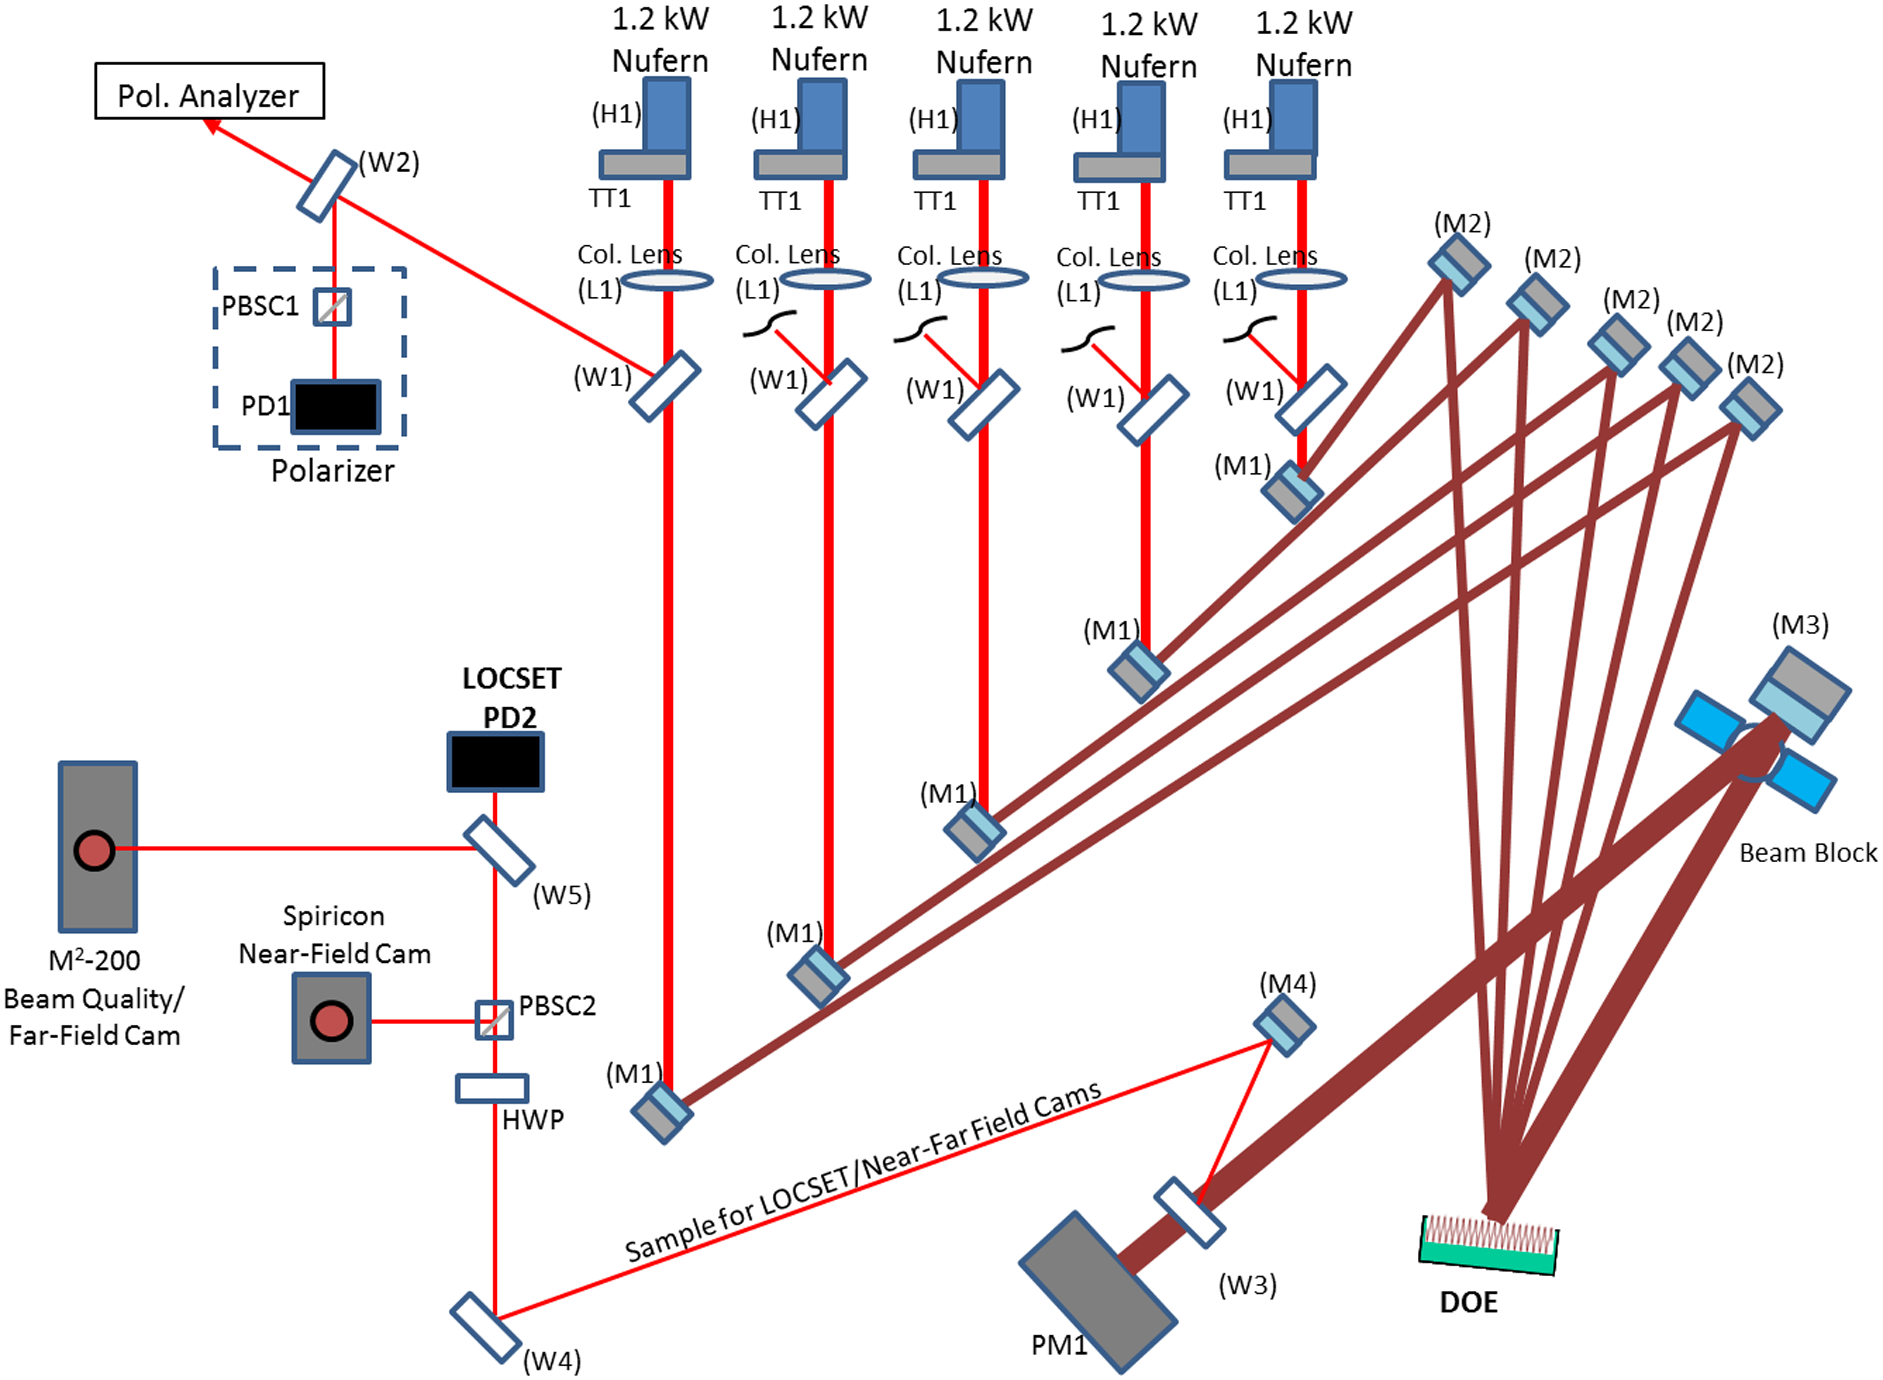 1.2 kW
Nufern
1.2 kW
Nufern
1.2 kW
Nufern
1.2 kW
Nufern
1.2 kW
Nufern
Pol. Analyzer
(H1)
(H1)
(H1)
(H1)
(H1)
(W2)
TT1
TT1
TT1
TT1
TT1
(M2)
(M2)
(M2)
(M2)
(M2)
Col. Lens
(L1)
Col. Lens
(L1)
Col. Lens
(L1)
Col. Lens
(L1)
Col. Lens
(L1)
PBSC1
PD1
Polarizer
(W1)
(W1)
(W1)
(W1)
(W1)
(M1)
(M1)
(M1)
(M1)
(M1)
(M3)
Beam Block
LOCSET
PD2
(W5)
M²-200
Beam Quality/
Far-Field Cam
Spiricon
Near-Field Cam
PBSC2
HWP
(M4)
Sample for LOCSET/Near-Far Field Cams
(W3)
PM1
(W4)
DOE